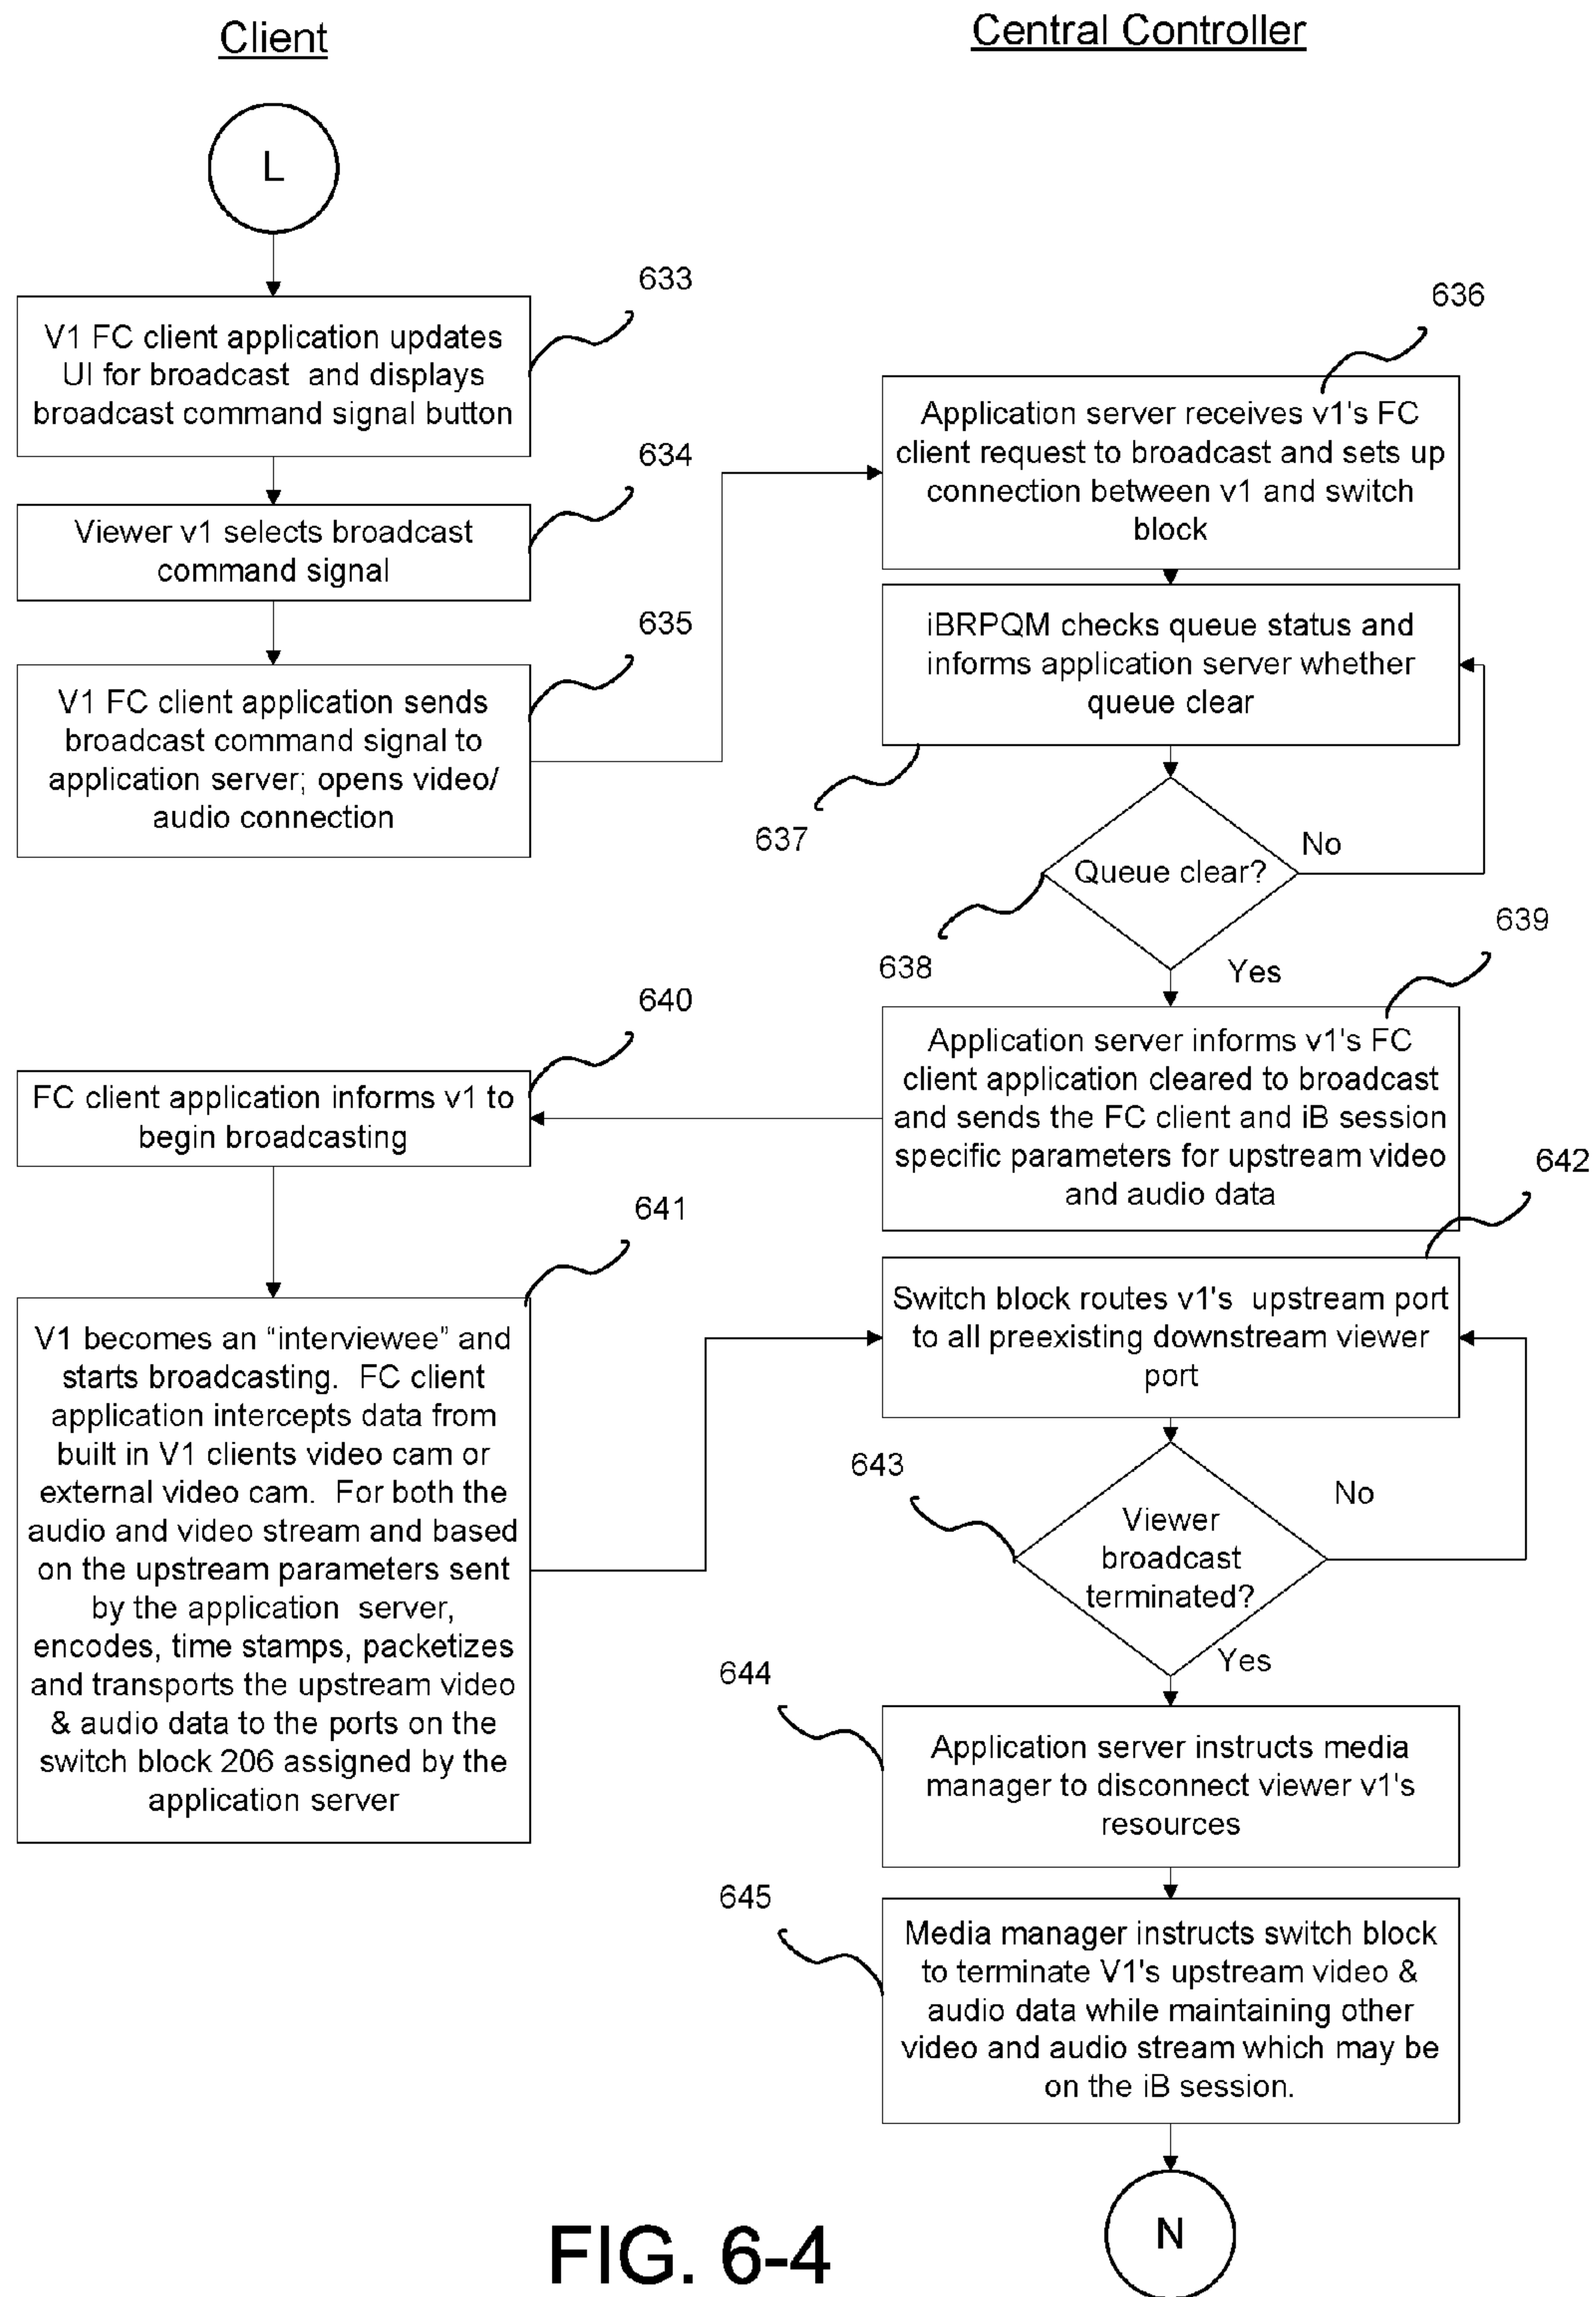 Client
Central Controller
L
633
V1 FC client application updates
UI for broadcast and displays
broadcast command signal button
634
Viewer v1 selects broadcast
command signal
635
V1 FC client application sends
broadcast command signal to
application server; opens video/
audio connection
636
Application server receives v1's FC
client request to broadcast and sets up
connection between v1 and switch
block
iBRPQM checks queue status and
informs application server whether
queue clear
637
Queue clear?
No
638
Yes
639
Application server informs v1's FC
client application cleared to broadcast
and sends the FC client and iB session
specific parameters for upstream video
and audio data
640
FC client application informs v1 to
begin broadcasting
641
V1 becomes an “interviewee” and
starts broadcasting. FC client
application intercepts data from
built in V1 clients video cam or
external video cam. For both the
audio and video stream and based
on the upstream parameters sent
by the application server,
encodes, time stamps, packetizes
and transports the upstream video
& audio data to the ports on the
switch block 206 assigned by the
application server
642
Switch block routes v1's upstream port
to all preexisting downstream viewer
port
643
Viewer
broadcast
terminated?
No
Yes
644
Application server instructs media
manager to disconnect viewer v1's
resources
645
Media manager instructs switch block
to terminate V1's upstream video &
audio data while maintaining other
video and audio stream which may be
on the iB session.
N
FIG. 6-4